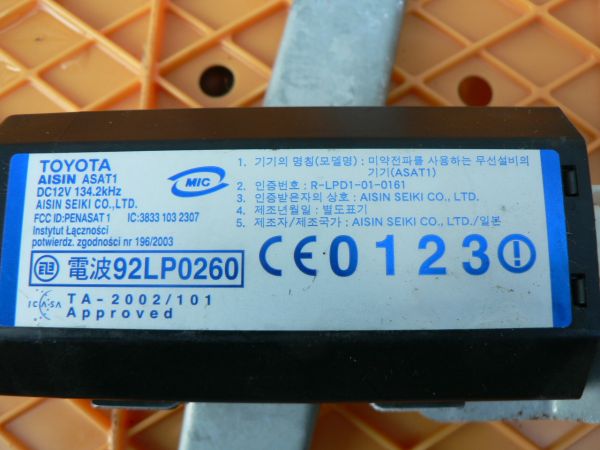 TOYOTA
AISIN ASAT1
DC12V 134.2kHz
AISIN SEIKI CO.,LTD.
FCC ID:PENASAT 1 IC:3833 103 2307
Instytut Łączności
potwierdz. zgodności nr 196/2003
電波92LP0260
ICASA TA-2002/101
Approved
MIC
1. 기기의 명칭(모델명) : 미약전파를 사용하는 무선설비의
기기(ASAT1)
2. 인증번호 : R-LPD1-01-0161
3. 인증받은자의 상호 : AISIN SEIKI CO., LTD.
4. 제조년월일 : 별도표기
5. 제조자/제조국가 : AISIN SEIKI CO., LTD./일본
CE0123!